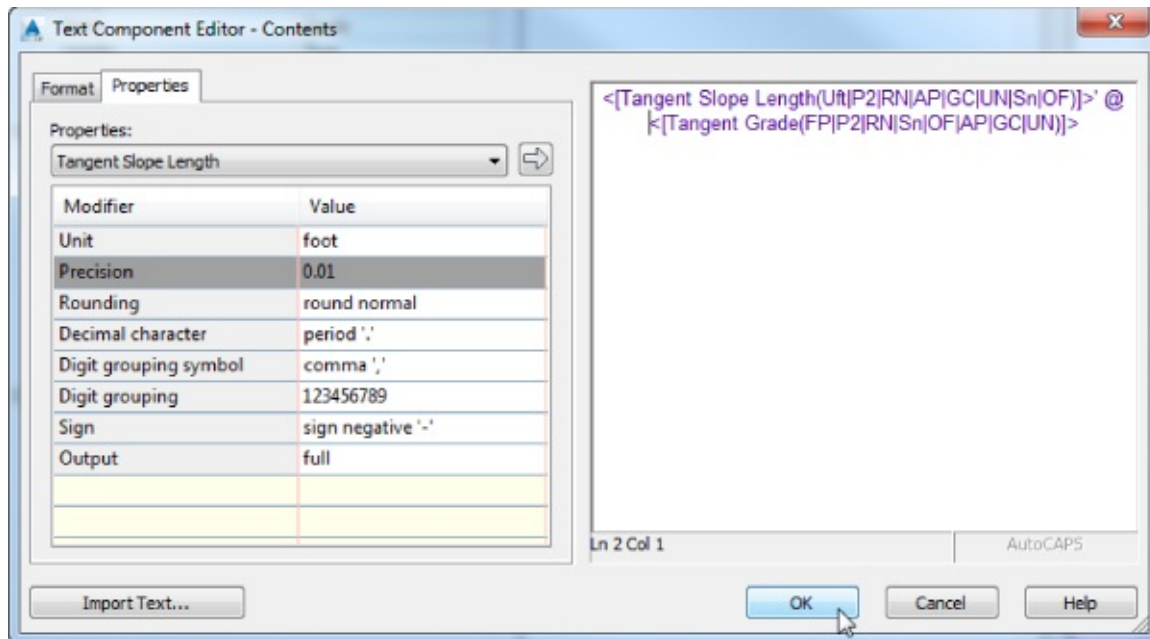 Text Component Editor - Contents
Format Properties
Properties:
Tangent Slope Length
Modifier Value
Unit foot
Precision 0.01
Rounding round normal
Decimal character period '.'
Digit grouping symbol comma ','
Digit grouping 123456789
Sign sign negative '-'
Output full
<[Tangent Slope Length(Uft|P2|RN|AP|GC|UN|Sn|OF)]>' @
<[Tangent Grade(FP|P2|RN|Sn|OF|AP|GC|UN)]>
Ln 2 Col 1 AutoCAPS
Import Text... OK Cancel Help